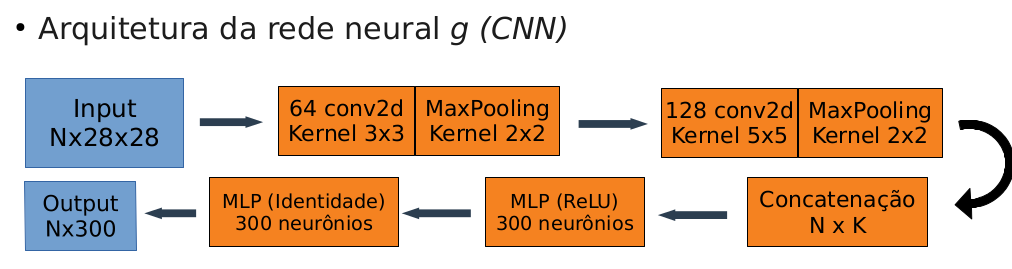 • Arquitetura da rede neural g (CNN)
Input
Nx28x28
64 conv2d
Kernel 3x3
MaxPooling
Kernel 2x2
128 conv2d
Kernel 5x5
MaxPooling
Kernel 2x2
Concatenação
N x K
MLP (ReLU)
300 neurônios
MLP (Identidade)
300 neurônios
Output
Nx300